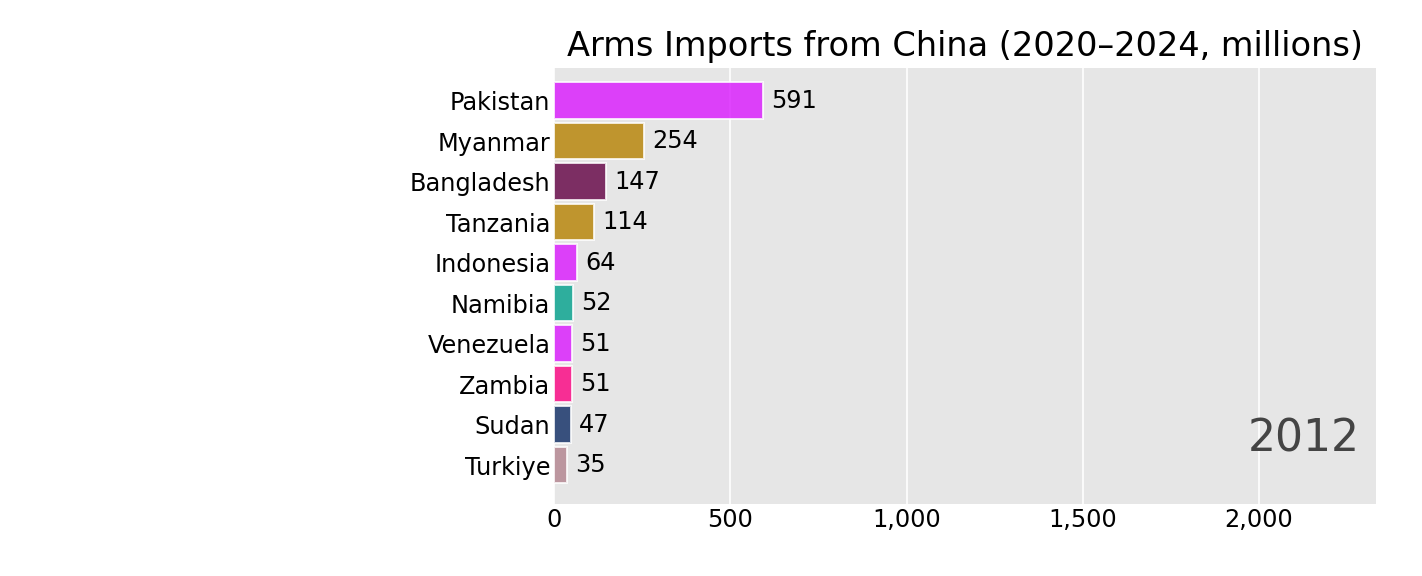 Arms Imports from China (2020–2024, millions)
Pakistan 591
Myanmar 254
Bangladesh 147
Tanzania 114
Indonesia 64
Namibia 52
Venezuela 51
Zambia 51
Sudan 47
Turkiye 35
2012
0 500 1,000 1,500 2,000